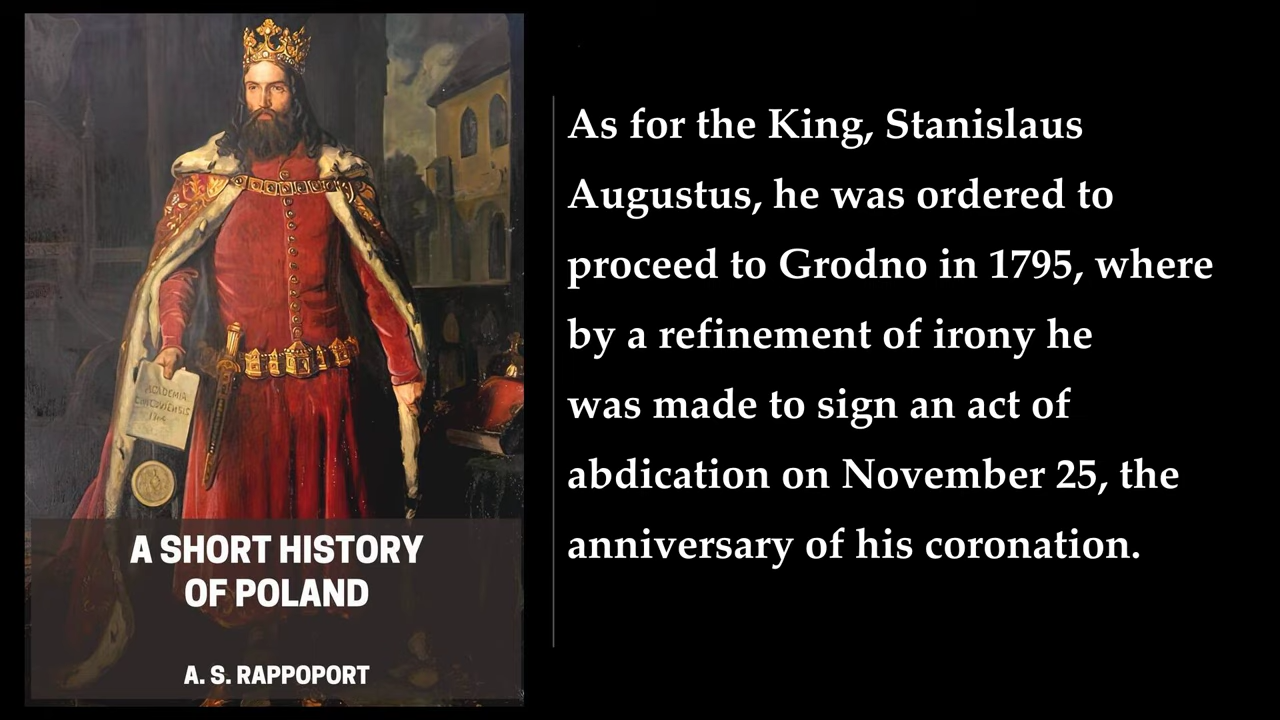 ACADEMIA
CRACOVIENSIS
A SHORT HISTORY
OF POLAND
A. S. RAPPOPORT
As for the King, Stanislaus
Augustus, he was ordered to
proceed to Grodno in 1795, where
by a refinement of irony he
was made to sign an act of
abdication on November 25, the
anniversary of his coronation.